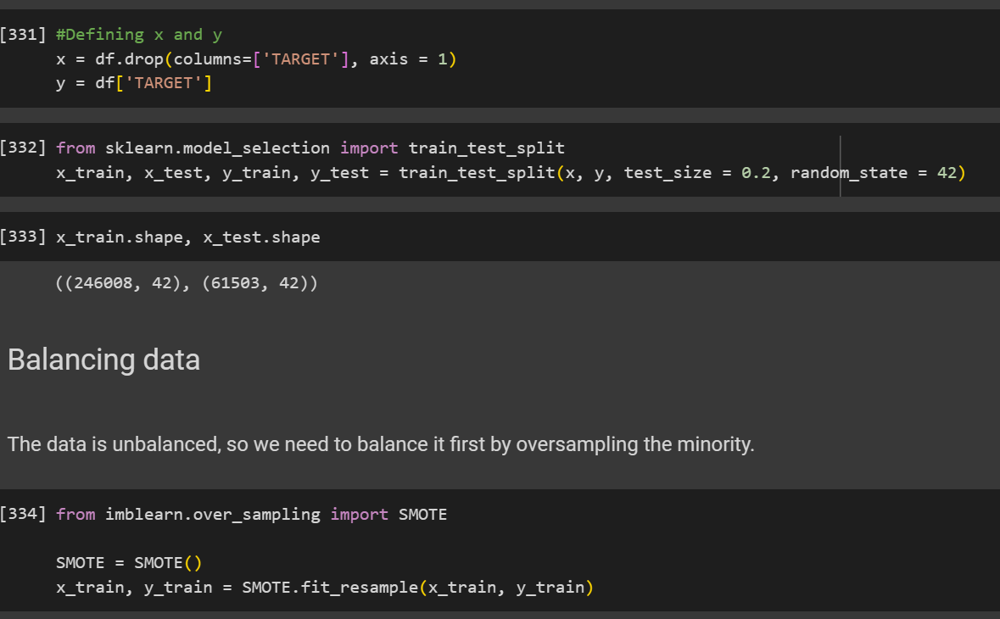 [331] #Defining x and y
x = df.drop(columns=['TARGET'], axis = 1)
y = df['TARGET']
[332] from sklearn.model_selection import train_test_split
x_train, x_test, y_train, y_test = train_test_split(x, y, test_size = 0.2, random_state = 42)
[333] x_train.shape, x_test.shape
((246008, 42), (61503, 42))
Balancing data
The data is unbalanced, so we need to balance it first by oversampling the minority.
[334] from imblearn.over_sampling import SMOTE
SMOTE = SMOTE()
x_train, y_train = SMOTE.fit_resample(x_train, y_train)